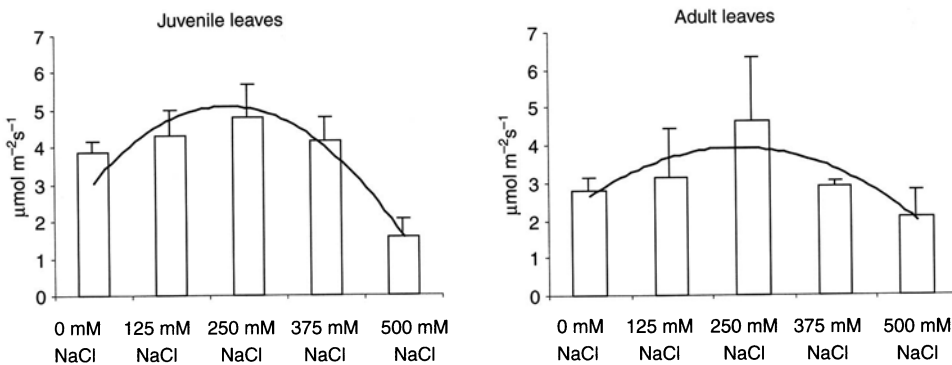 Juvenile leaves
7
6
5
4
3
2
1
0
μmol m⁻²s⁻¹
0 mM 125 mM 250 mM 375 mM 500 mM
NaCl NaCl NaCl NaCl NaCl
Adult leaves
7
6
5
4
3
2
1
0
μmol m⁻²s⁻¹
0 mM 125 mM 250 mM 375 mM 500 mM
NaCl NaCl NaCl NaCl NaCl